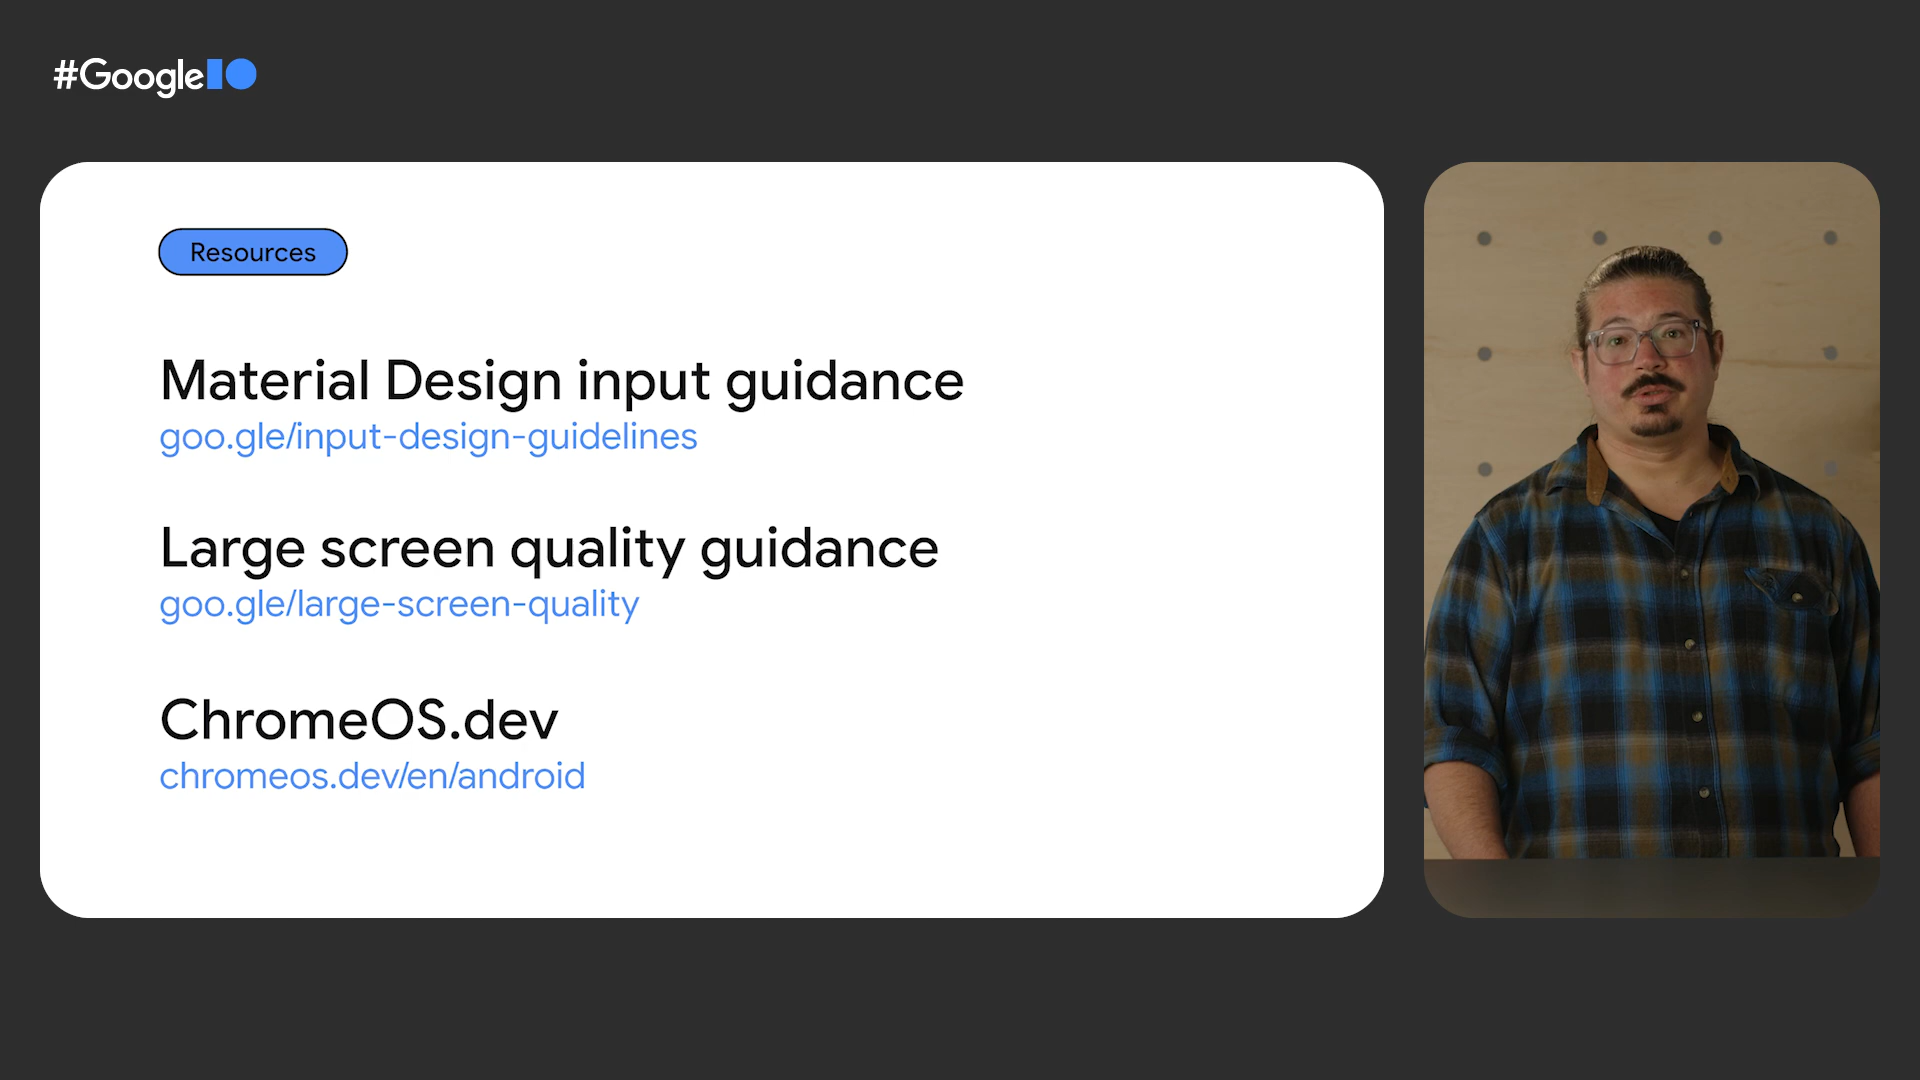 #GoogleIO
Resources
Material Design input guidance
goo.gle/input-design-guidelines
Large screen quality guidance
goo.gle/large-screen-quality
ChromeOS.dev
chromeos.dev/en/android